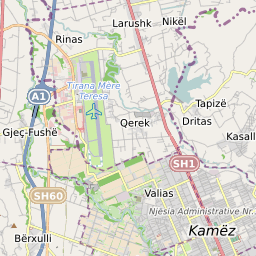 Larushk
Nikël
Rinas
Tirana Mère
Teresa
A1
Tapizë
Qerek
Dritas
Gjeç-Fushë
Kasall
SH1
SH60
Valias
Njësia Administrative Nr.
Kamëz
Bërxulli